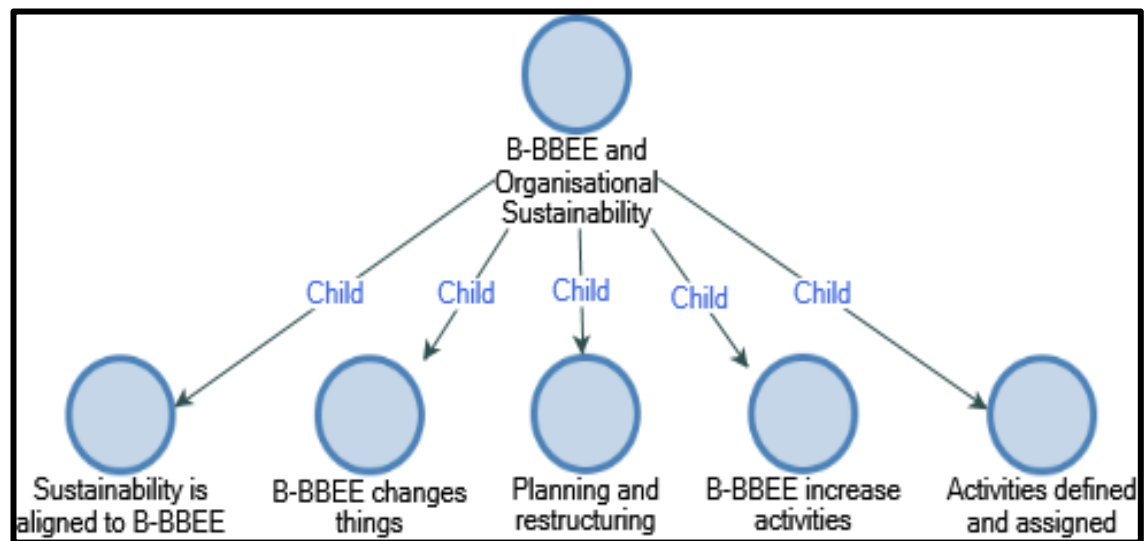 B-BBEE and
Organisational
Sustainability
Child
Child
Child
Child
Child
Sustainability is
aligned to B-BBEE
B-BBEE changes
things
Planning and
restructuring
B-BBEE increase
activities
Activities defined
and assigned